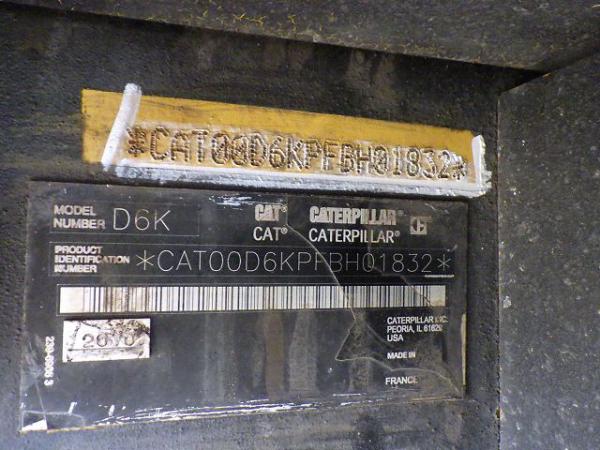 *CAT00D6KPFBH01832*
MODEL NUMBER D6K
CAT® CATERPILLAR®
CAT® CATERPILLAR®
PRODUCT IDENTIFICATION NUMBER *CAT00D6KPFBH01832*
2010
CATERPILLAR INC.
PEORIA, IL 61629
USA
MADE IN
FRANCE